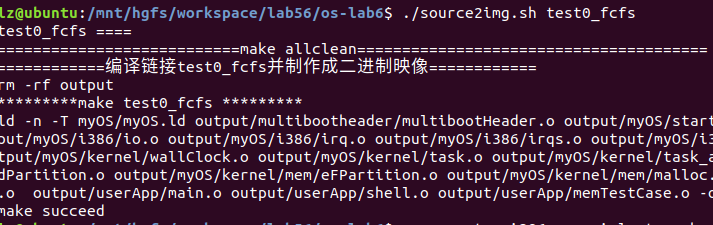 lz@ubuntu:/mnt/hgfs/workspace/lab56/os-lab6$ ./source2img.sh test0_fcfs
test0_fcfs ====
===========================make allclean=======================================
============编译链接test0_fcfs并制作成二进制映像============
rm -rf output
*********make test0_fcfs *********
ld -n -T myOS/myOS.ld output/multibootheader/multibootHeader.o output/myOS/start
put/myOS/i386/io.o output/myOS/i386/irq.o output/myOS/i386/irqs.o output/myOS/i3
tput/myOS/kernel/wallClock.o output/myOS/kernel/task.o output/myOS/kernel/task_a
dPartition.o output/myOS/kernel/mem/eFPartition.o output/myOS/kernel/mem/malloc.
.o  output/userApp/main.o output/userApp/shell.o output/userApp/memTestCase.o -o
make succeed